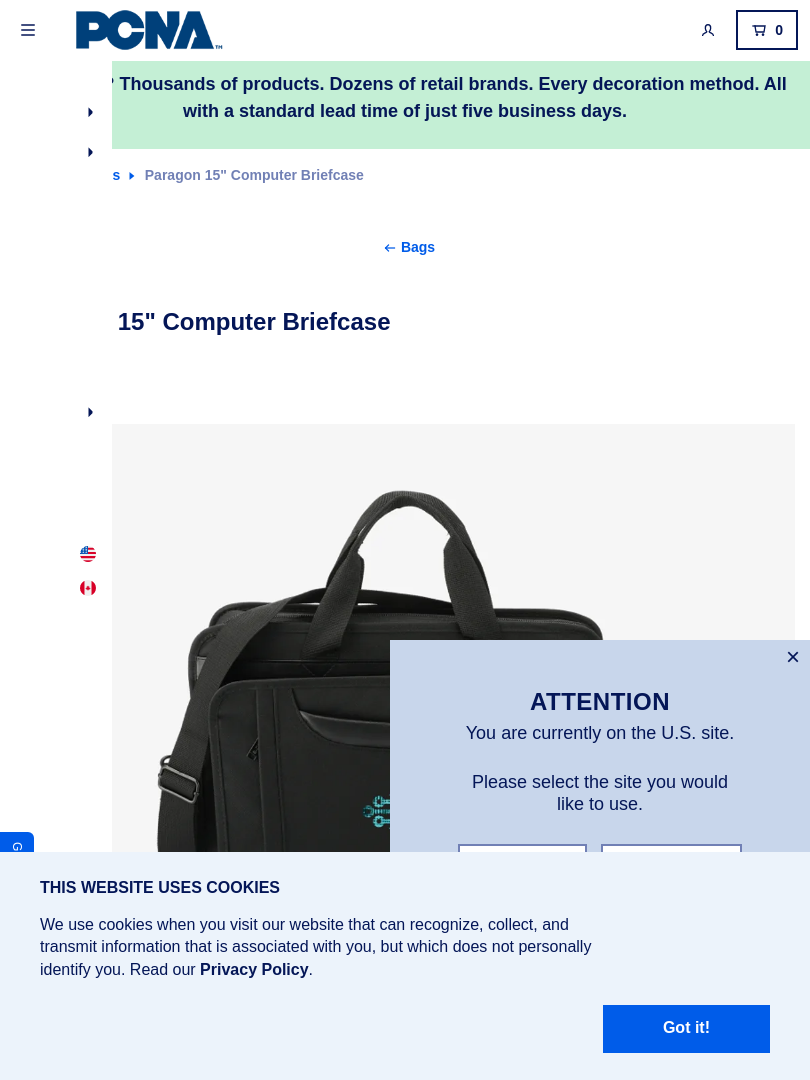 PCNA
0
Thousands of products. Dozens of retail brands. Every decoration method. All
with a standard lead time of just five business days.
Paragon 15" Computer Briefcase
Bags
15" Computer Briefcase
ATTENTION
You are currently on the U.S. site.
Please select the site you would
like to use.
THIS WEBSITE USES COOKIES
We use cookies when you visit our website that can recognize, collect, and
transmit information that is associated with you, but which does not personally
identify you. Read our Privacy Policy.
Got it!